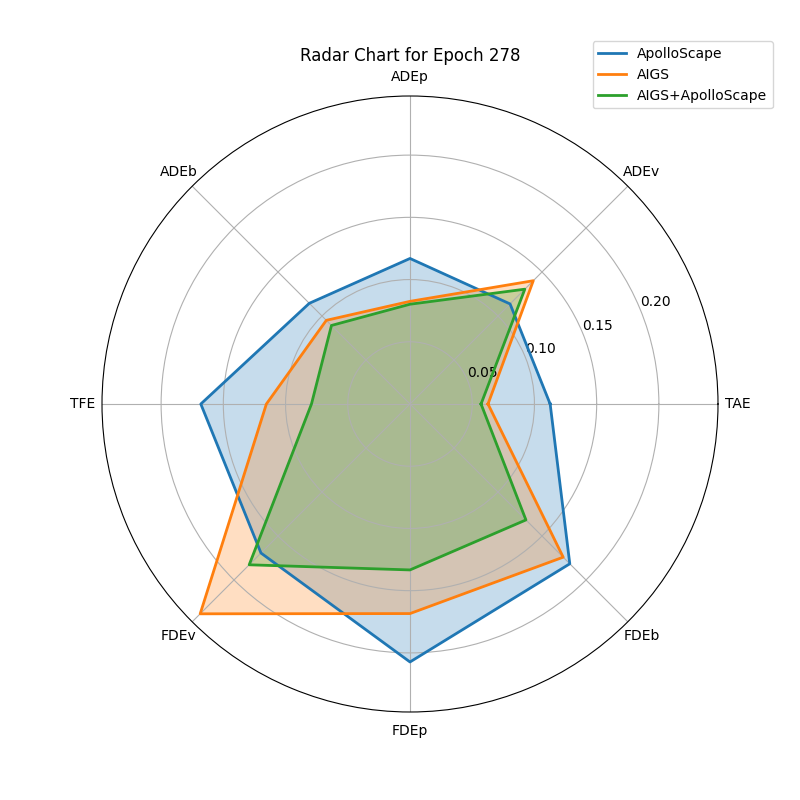 Radar Chart for Epoch 278
ApolloScape
AIGS
AIGS+ApolloScape
ADEp
ADEb
ADEv
0.20
0.15
0.10
0.05
TFE
TAE
FDEv
FDEb
FDEp